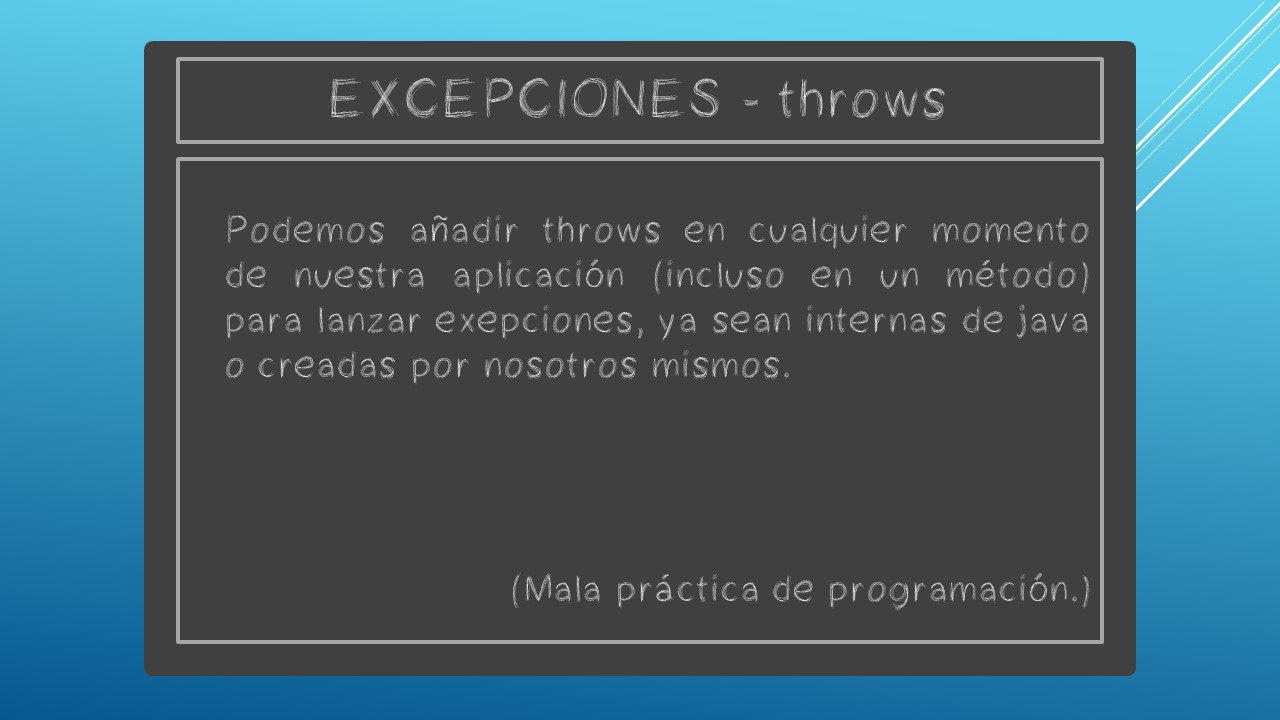 EXCEPCIONES - throws
Podemos añadir throws en cualquier momento
de nuestra aplicación (incluso en un método)
para lanzar exepciones, ya sean internas de java
o creadas por nosotros mismos.
(Mala práctica de programación.)